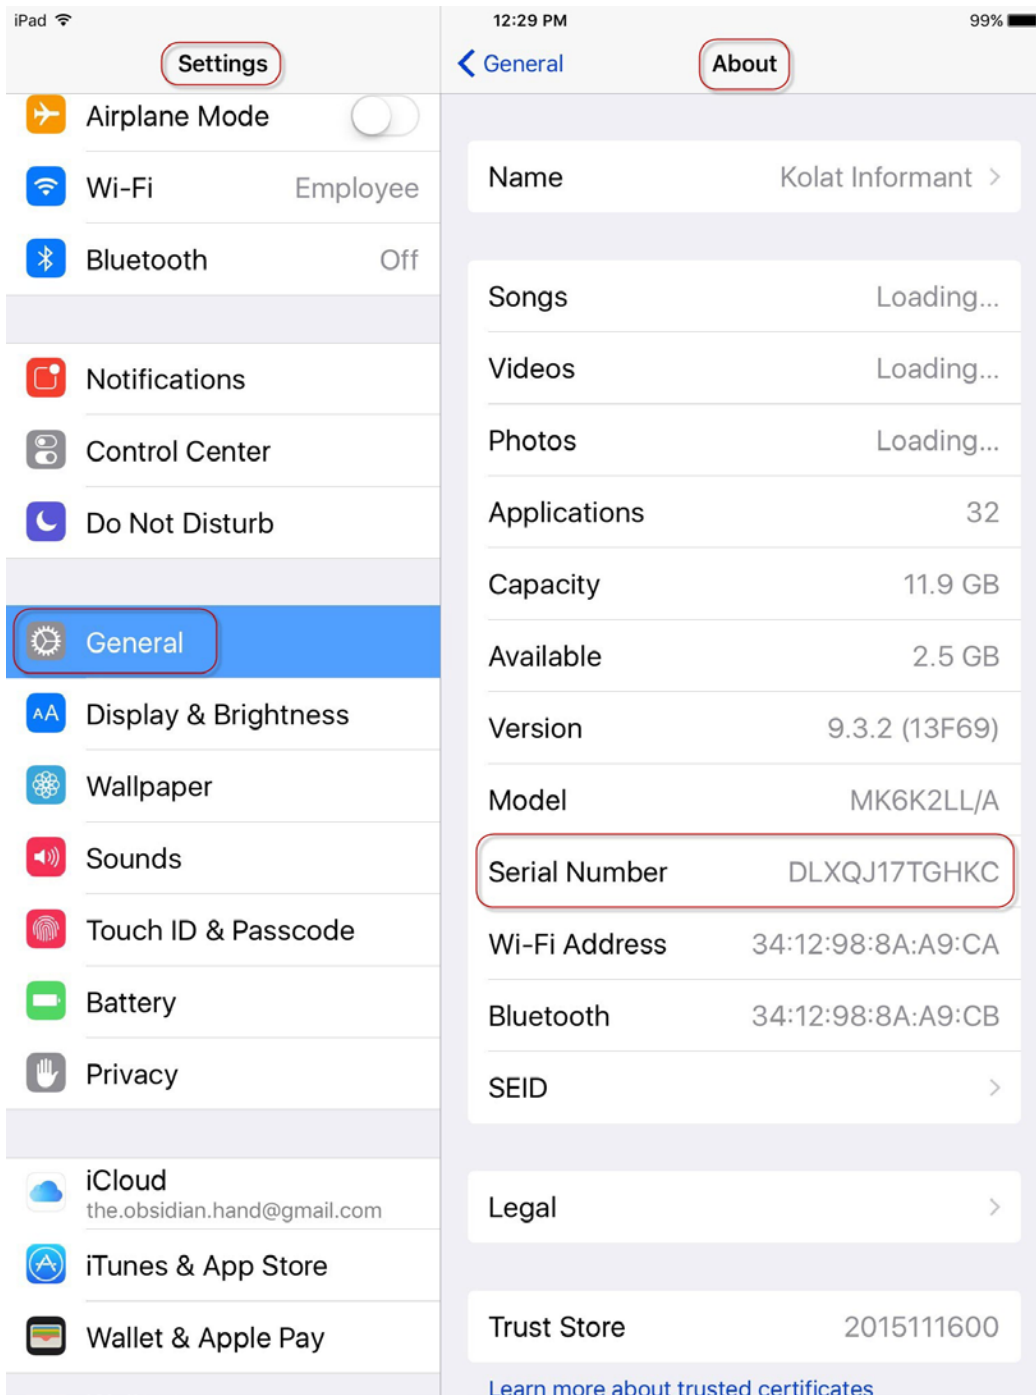 iPad
12:29 PM
99%
Settings
Airplane Mode
Wi-Fi Employee
Bluetooth Off
Notifications
Control Center
Do Not Disturb
General
AA Display & Brightness
Wallpaper
Sounds
Touch ID & Passcode
Battery
Privacy
iCloud
the.obsidian.hand@gmail.com
iTunes & App Store
Wallet & Apple Pay
General
About
Name Kolat Informant
Songs Loading...
Videos Loading...
Photos Loading...
Applications 32
Capacity 11.9 GB
Available 2.5 GB
Version 9.3.2 (13F69)
Model MK6K2LL/A
Serial Number DLXQJ17TGHKC
Wi-Fi Address 34:12:98:8A:A9:CA
Bluetooth 34:12:98:8A:A9:CB
SEID
Legal
Trust Store 2015111600
Learn more about trusted certificates